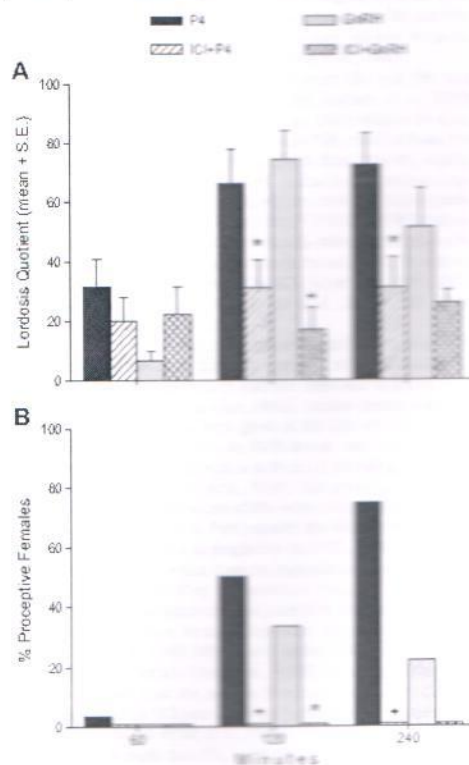 P4 GnRH
ICI+P4 ICI+GnRH
A
100
80
60
40
20
0
Lordosis Quotient (mean + S.E.)
*
*
*
B
100
80
60
40
20
0
% Proceptive Females
*
*
*
60 120 240
Minutes